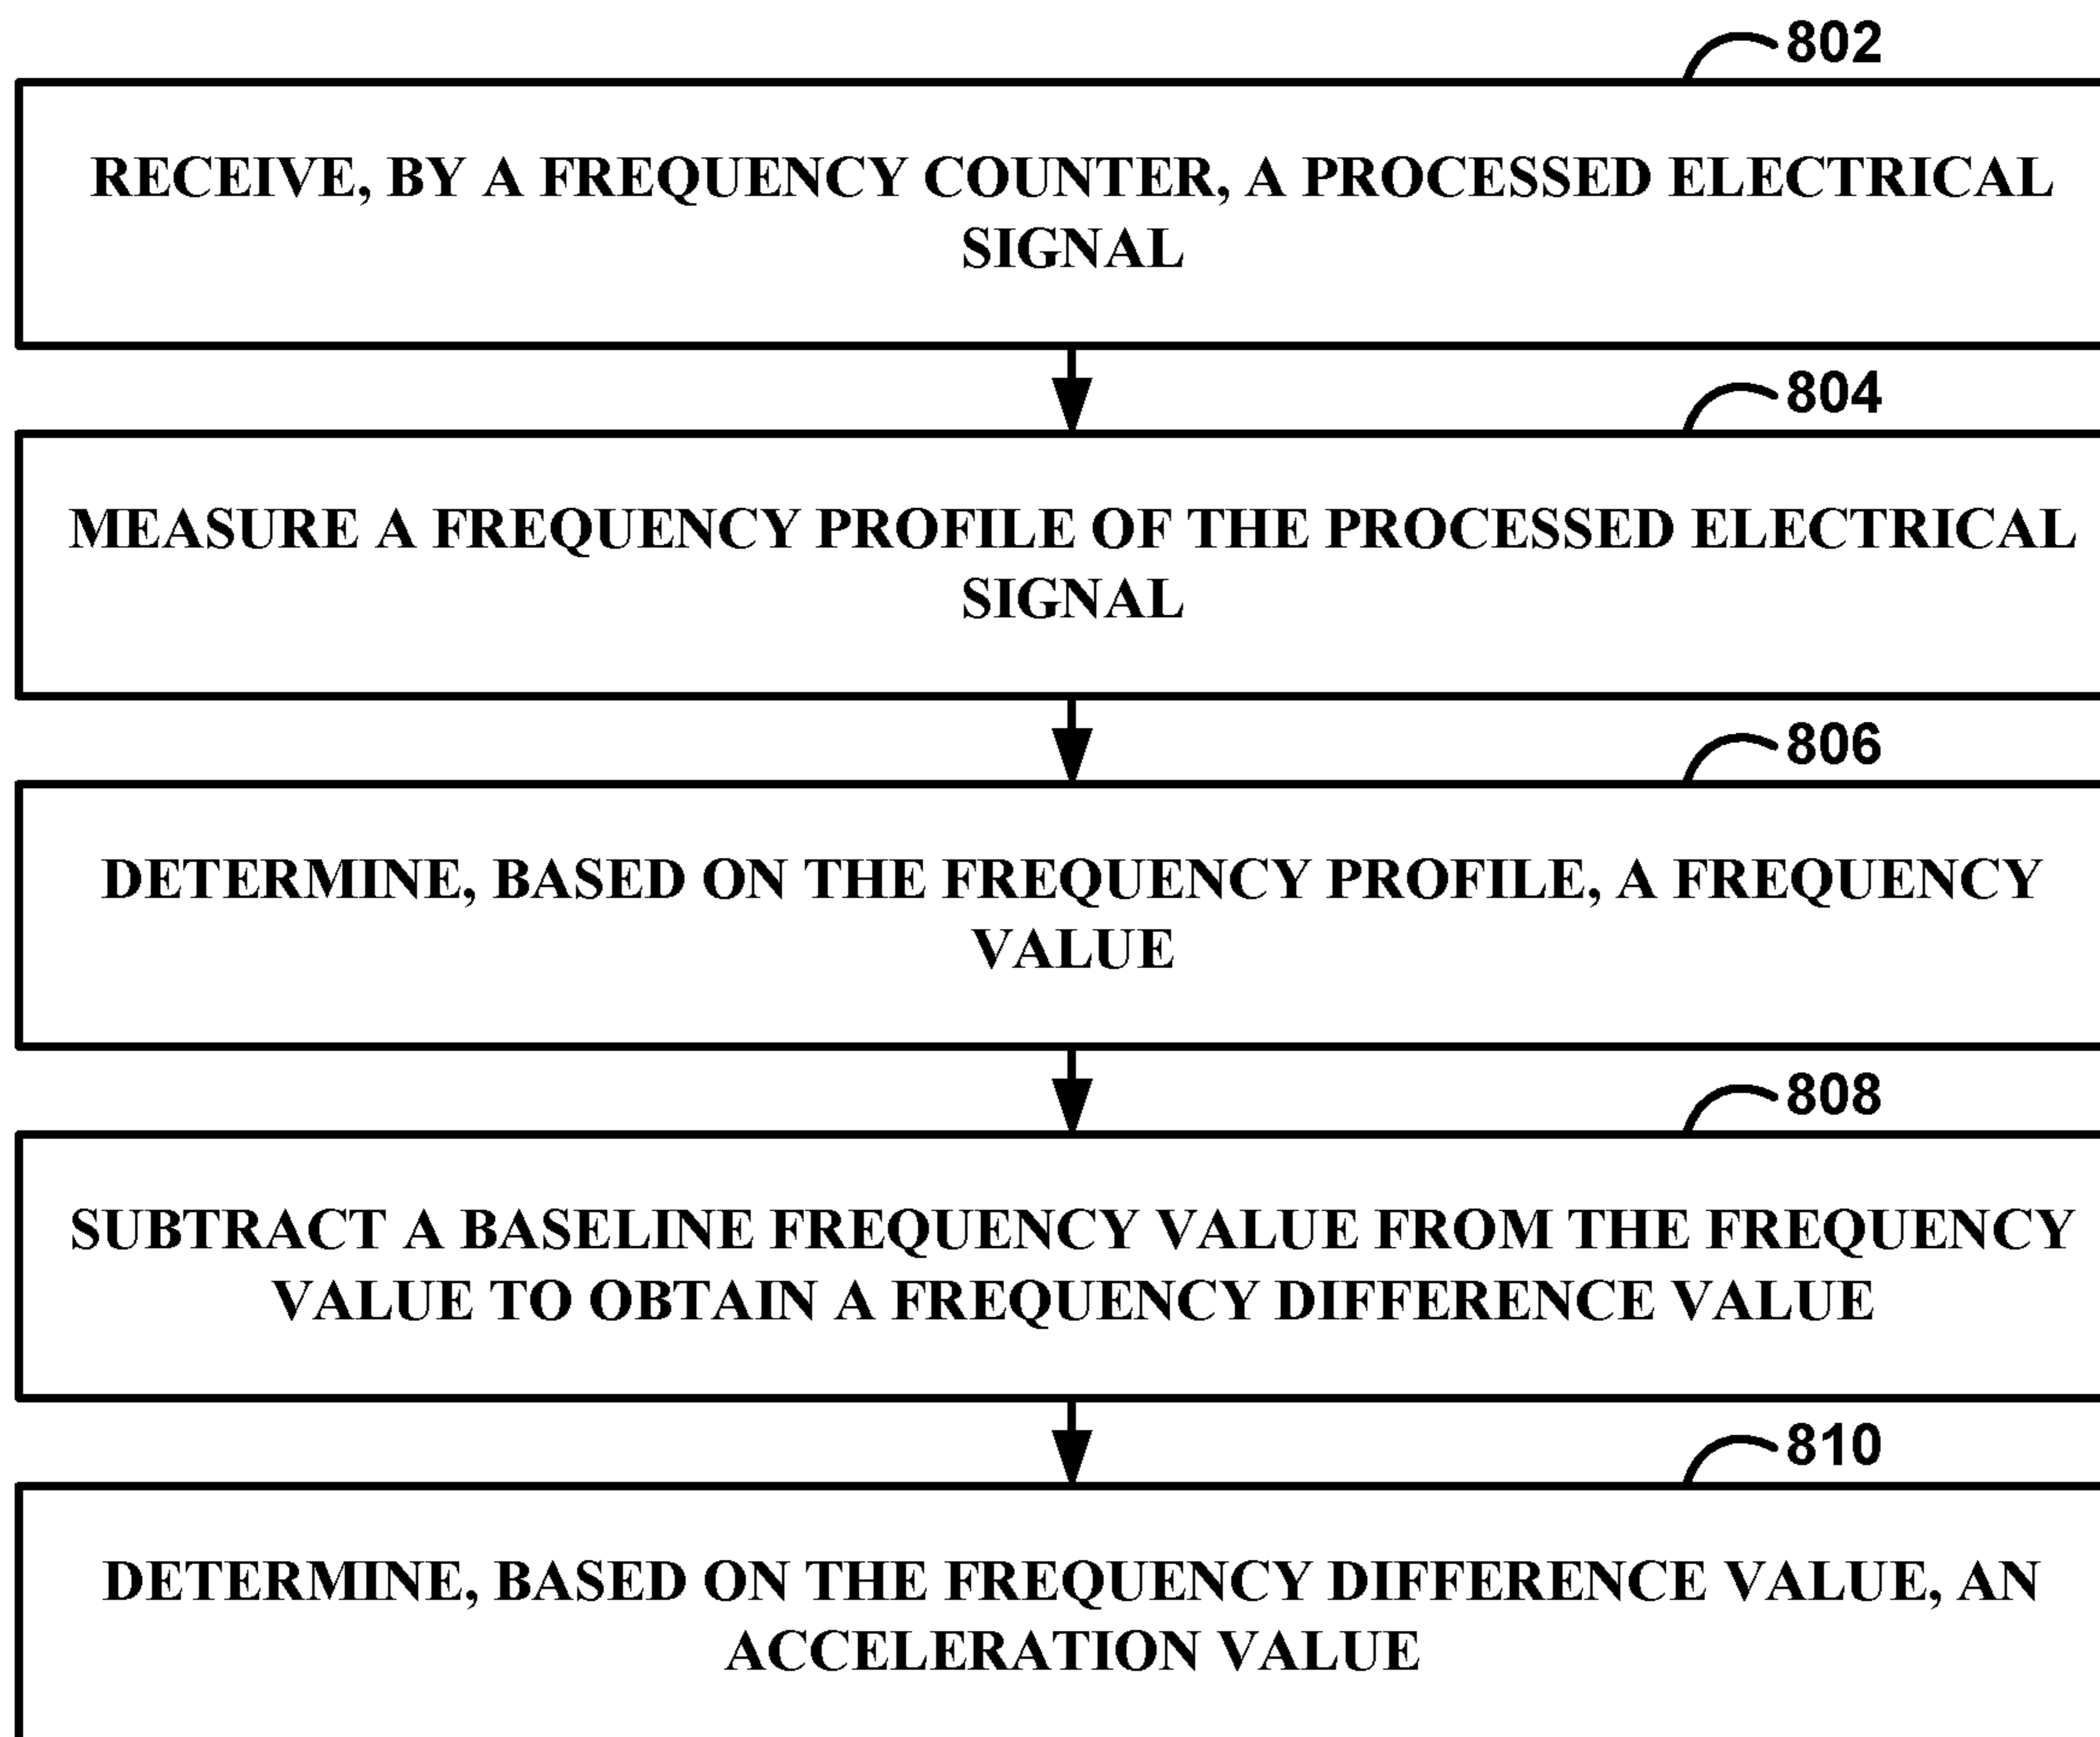 802
RECEIVE, BY A FREQUENCY COUNTER, A PROCESSED ELECTRICAL
SIGNAL
804
MEASURE A FREQUENCY PROFILE OF THE PROCESSED ELECTRICAL
SIGNAL
806
DETERMINE, BASED ON THE FREQUENCY PROFILE, A FREQUENCY
VALUE
808
SUBTRACT A BASELINE FREQUENCY VALUE FROM THE FREQUENCY
VALUE TO OBTAIN A FREQUENCY DIFFERENCE VALUE
810
DETERMINE, BASED ON THE FREQUENCY DIFFERENCE VALUE, AN
ACCELERATION VALUE